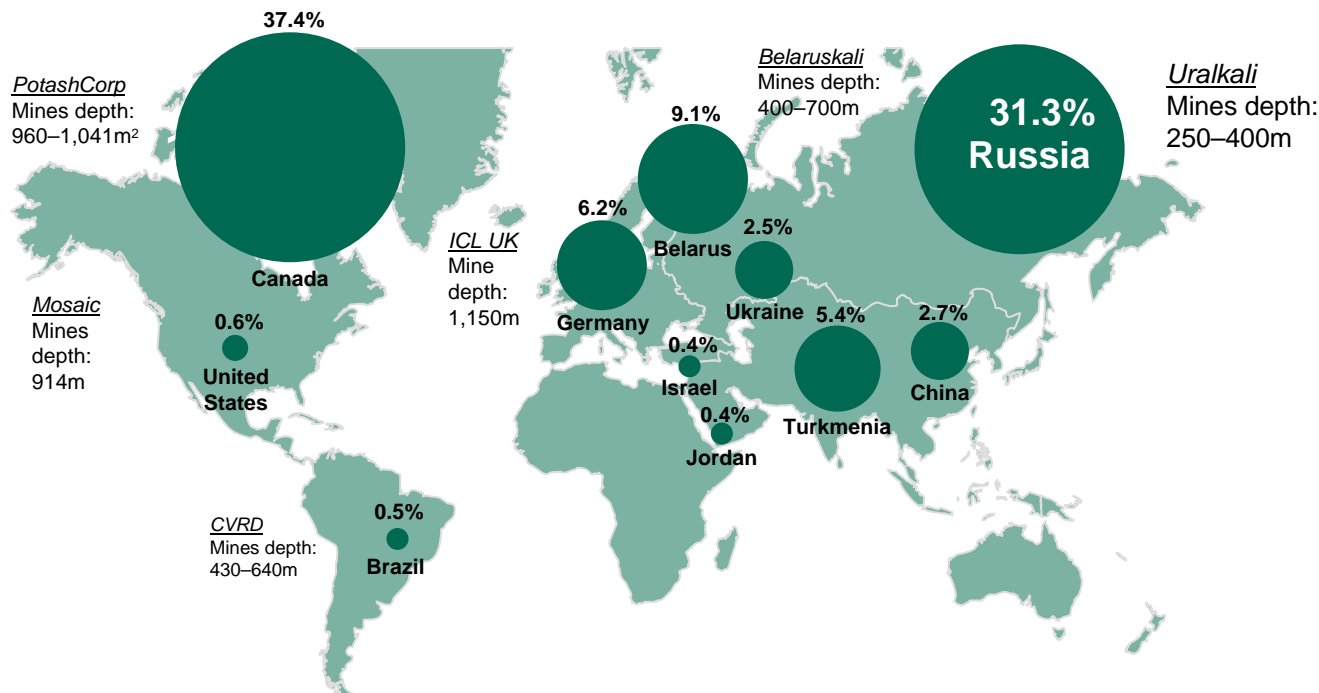 37.4%
PotashCorp
Mines depth:
960–1,041m²
Canada
Mosaic
Mines
depth:
914m
0.6%
United
States
CVRD
Mines depth:
430–640m
0.5%
Brazil
ICL UK
Mine
depth:
1,150m
6.2%
Germany
9.1%
Belarus
Belaruskali
Mines depth:
400–700m
2.5%
Ukraine
0.4%
Israel
0.4%
Jordan
5.4%
Turkmenia
2.7%
China
31.3%
Russia
Uralkali
Mines depth:
250–400m